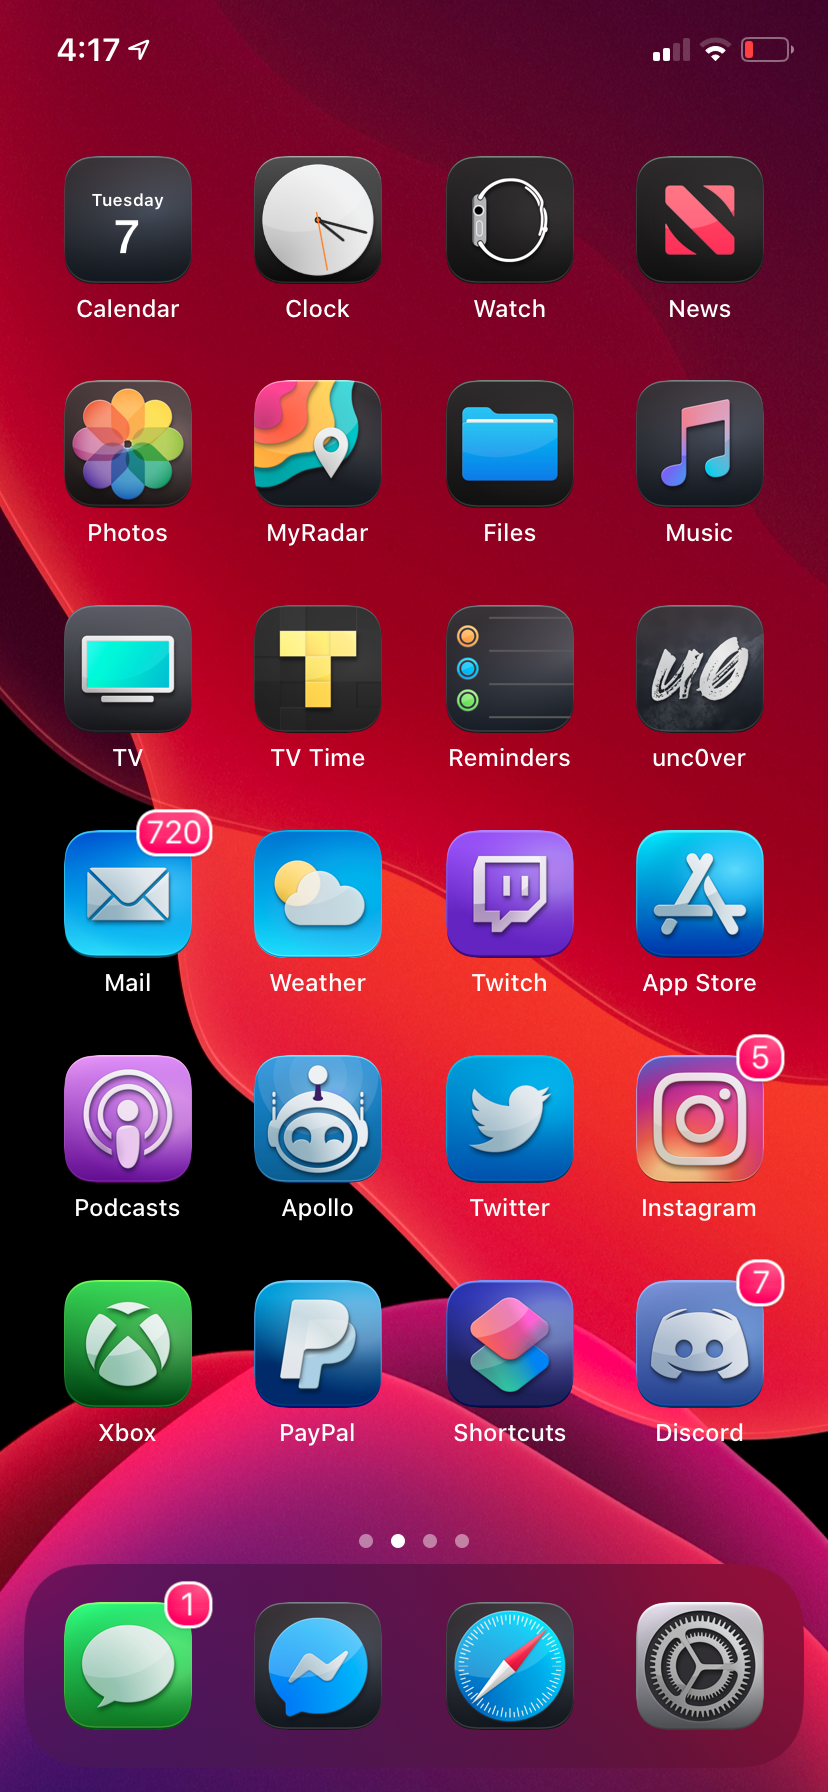 4:17
Tuesday
7
Calendar
Clock
Watch
News
Photos
MyRadar
Files
Music
T
TV
TV Time
Reminders
u0
unc0ver
720
Mail
Weather
Twitch
App Store
5
Podcasts
Apollo
Twitter
Instagram
7
Xbox
PayPal
Shortcuts
Discord
1